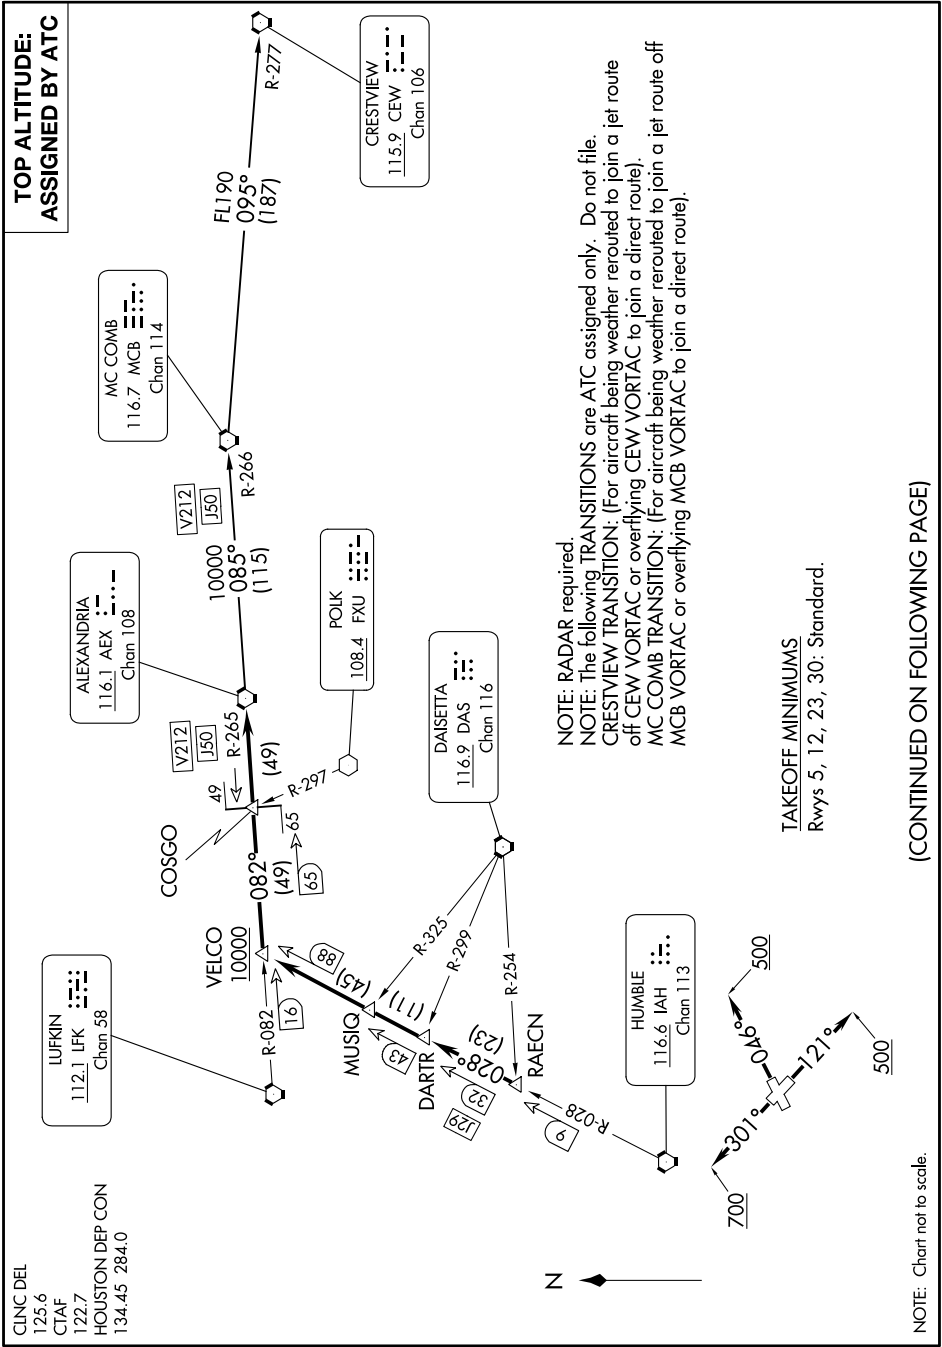 TOP ALTITUDE:
ASSIGNED BY ATC
CLNC DEL
125.6
CTAF
122.7
HOUSTON DEP CON
134.45 284.0
LUFKIN
112.1 LFK
Chan 58
ALEXANDRIA
116.1 AEX
Chan 108
MC COMB
116.7 MCB
Chan 114
CRESTVIEW
115.9 CEW
Chan 106
R-277
FL190
095°
(187)
V212
J50
R-266
10000
085°
(115)
V212
J50
R-265
(49)
49
COSGO
65
65
082°
(49)
VELCO
10000
R-082
16
R-297
POLK
108.4 FXU
88
(45)
MUSIQ
43
(11)
DARTR
32
J29
028°
(23)
RAECN
9
R-028
R-325
R-299
R-254
DAISETTA
116.9 DAS
Chan 116
HUMBLE
116.6 IAH
Chan 113
NOTE: RADAR required.
NOTE: The following TRANSITIONS are ATC assigned only. Do not file.
CRESTVIEW TRANSITION: (For aircraft being weather rerouted to join a jet route
off CEW VORTAC or overflying CEW VORTAC to join a direct route).
MC COMB TRANSITION: (For aircraft being weather rerouted to join a jet route off
MCB VORTAC or overflying MCB VORTAC to join a direct route).
TAKEOFF MINIMUMS
Rwys 5, 12, 23, 30: Standard.
N
046°
500
121°
500
301°
700
NOTE: Chart not to scale.
(CONTINUED ON FOLLOWING PAGE)